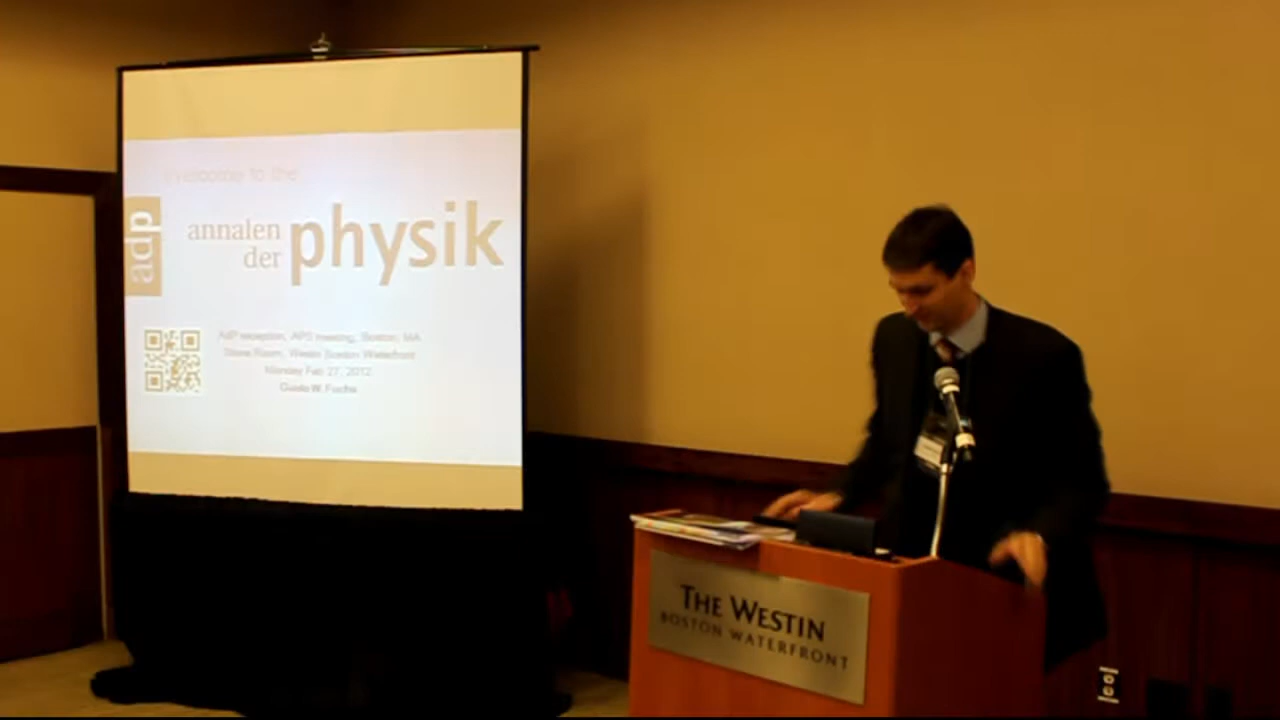 Welcome to the
adp
annalen
der
physik
AdP reception, APS meeting, Boston, MA
Stone Room, Westin Boston Waterfront
Monday Feb 27, 2012
Guido W. Fuchs
THE WESTIN
BOSTON WATERFRONT